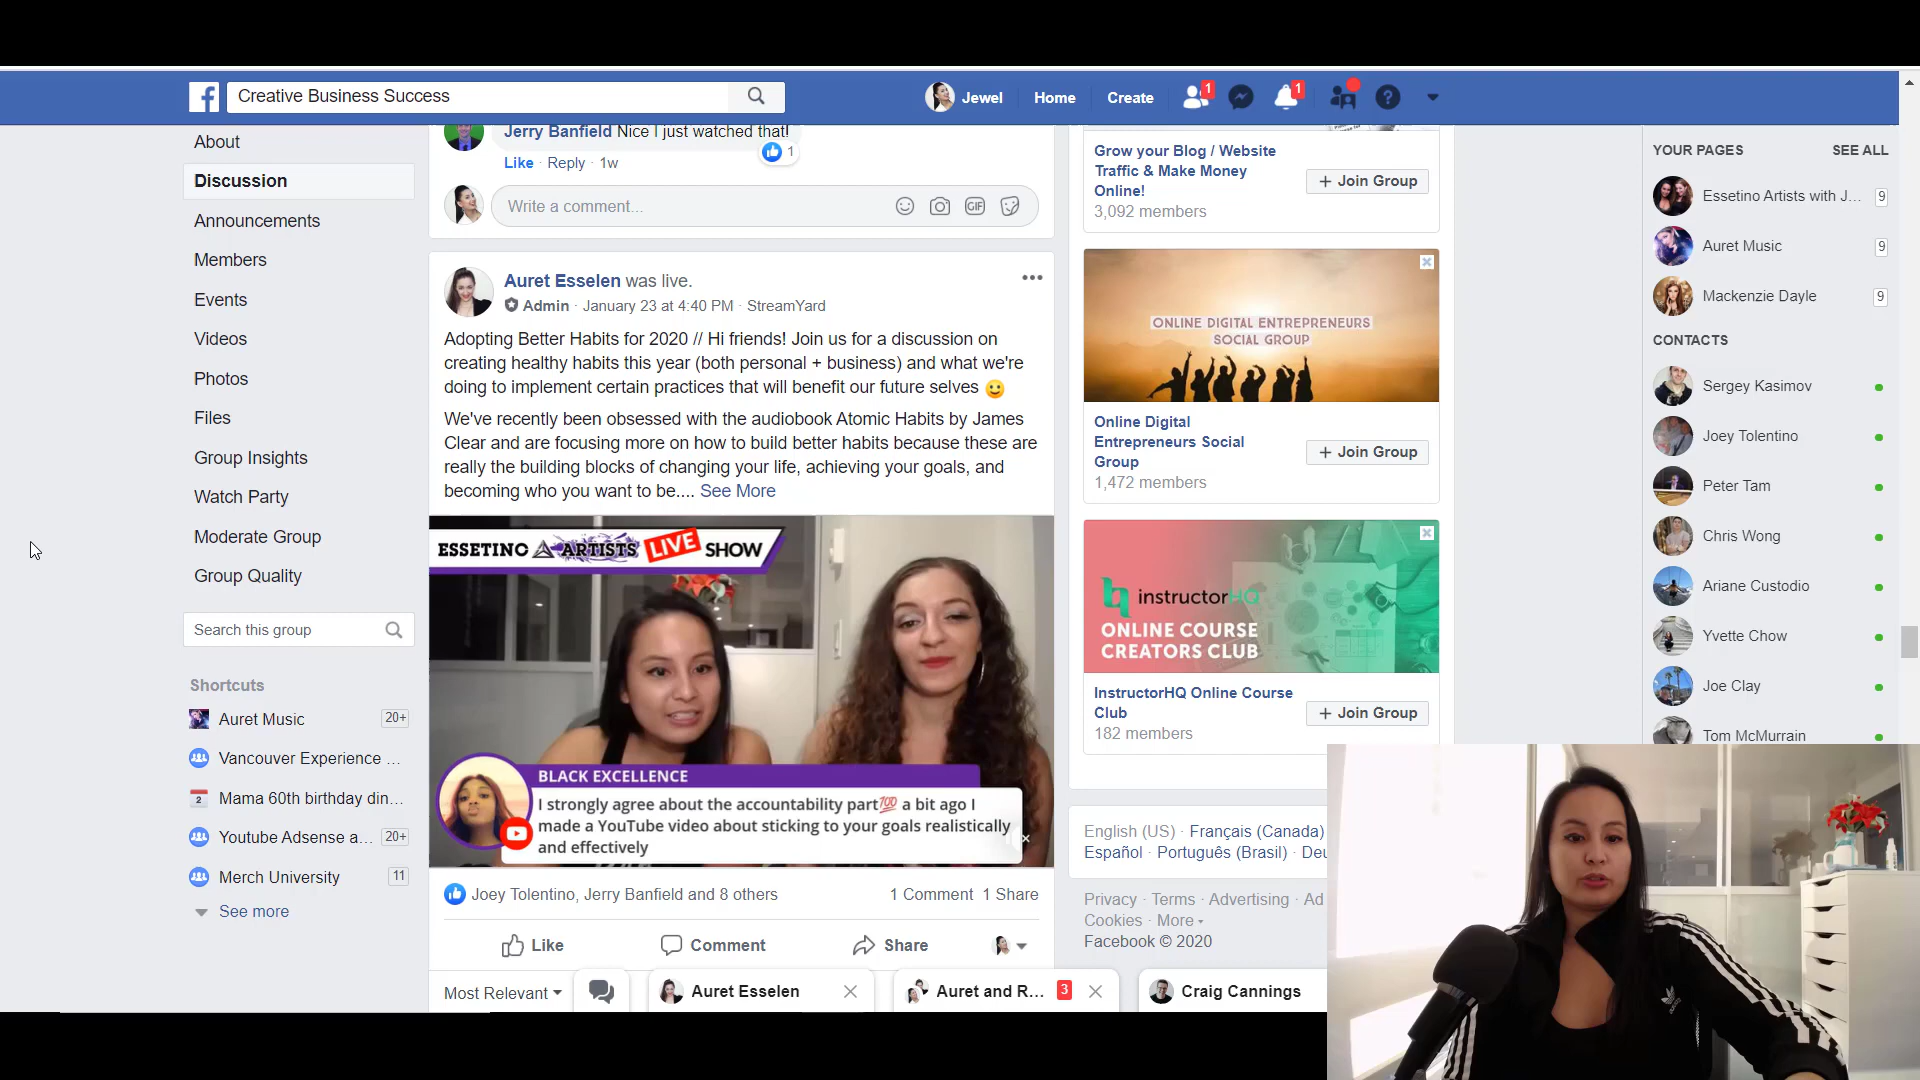 Creative Business Success
Jewel
Home
Create
1
1
About
Discussion
Announcements
Members
Events
Videos
Photos
Files
Group Insights
Watch Party
Moderate Group
Group Quality
Search this group
Shortcuts
Auret Music
20+
Vancouver Experience ...
2
Mama 60th birthday din...
Youtube Adsense a...
20+
Merch University
11
See more
Jerry Banfield Nice I just watched that!
1
Like · Reply · 1w
Write a comment...
GIF
Auret Esselen was live.
Admin · January 23 at 4:40 PM · StreamYard
Adopting Better Habits for 2020 // Hi friends! Join us for a discussion on
creating healthy habits this year (both personal + business) and what we're
doing to implement certain practices that will benefit our future selves 🙂
We've recently been obsessed with the audiobook Atomic Habits by James
Clear and are focusing more on how to build better habits because these are
really the building blocks of changing your life, achieving your goals, and
becoming who you want to be.... See More
ESSETINO ARTISTS LIVE SHOW
BLACK EXCELLENCE
I strongly agree about the accountability part💯 a bit ago I
made a YouTube video about sticking to your goals realistically
and effectively
Joey Tolentino, Jerry Banfield and 8 others
1 Comment 1 Share
Like
Comment
Share
Most Relevant
Auret Esselen
Auret and R...
3
Craig Cannings
Grow your Blog / Website
Traffic & Make Money
Online!
3,092 members
+ Join Group
ONLINE DIGITAL ENTREPRENEURS
SOCIAL GROUP
Online Digital
Entrepreneurs Social
Group
1,472 members
+ Join Group
instructorHQ
ONLINE COURSE
CREATORS CLUB
InstructorHQ Online Course
Club
182 members
+ Join Group
English (US) · Français (Canada)
Español · Português (Brasil) · Deu
Privacy · Terms · Advertising · Ad
Cookies · More
Facebook © 2020
YOUR PAGES
SEE ALL
Essetino Artists with J...
9
Auret Music
9
Mackenzie Dayle
9
CONTACTS
Sergey Kasimov
Joey Tolentino
Peter Tam
Chris Wong
Ariane Custodio
Yvette Chow
Joe Clay
Tom McMurrain